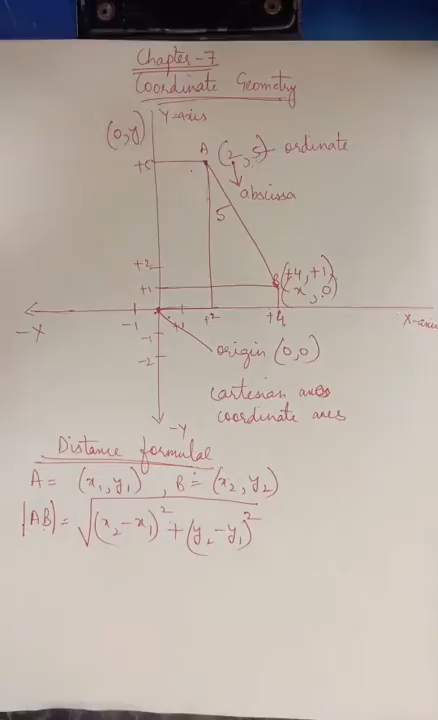 Chapter-7
Coordinate Geometry
Y-axis
(0,y)
A (2,5) ordinate
+5
abscissa
5
+2
B (+4,+1)
+1
(x,0)
-X
-1
+1
+2
+4
X-axis
-1
origin (0,0)
-2
cartesian axes
coordinate axes
-Y
Distance formulal
A = (x₁,y₁) , B = (x₂,y₂)
|AB| = √(x₂-x₁)² + (y₂-y₁)²